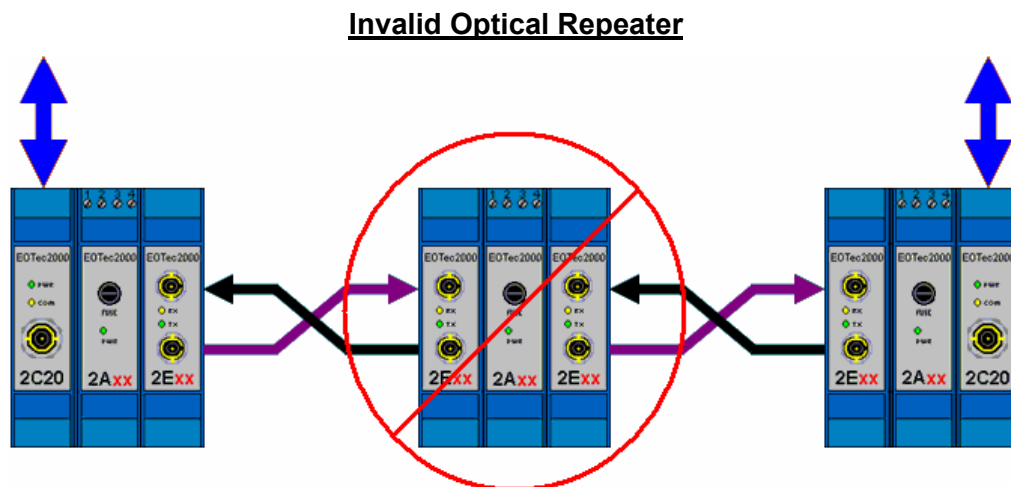 Invalid Optical Repeater
1 2 3 4
1 2 3 4
1 2 3 4
EOTec2000 EOTec2000 EOTec2000
PWR
COM
FUSE
PWR
RX
TX
2C20 2Axx 2Exx
EOTec2000 EOTec2000 EOTec2000
RX
TX
FUSE
PWR
RX
TX
2Exx 2Axx 2Exx
EOTec2000 EOTec2000 EOTec2000
RX
TX
FUSE
PWR
PWR
COM
2Exx 2Axx 2C20